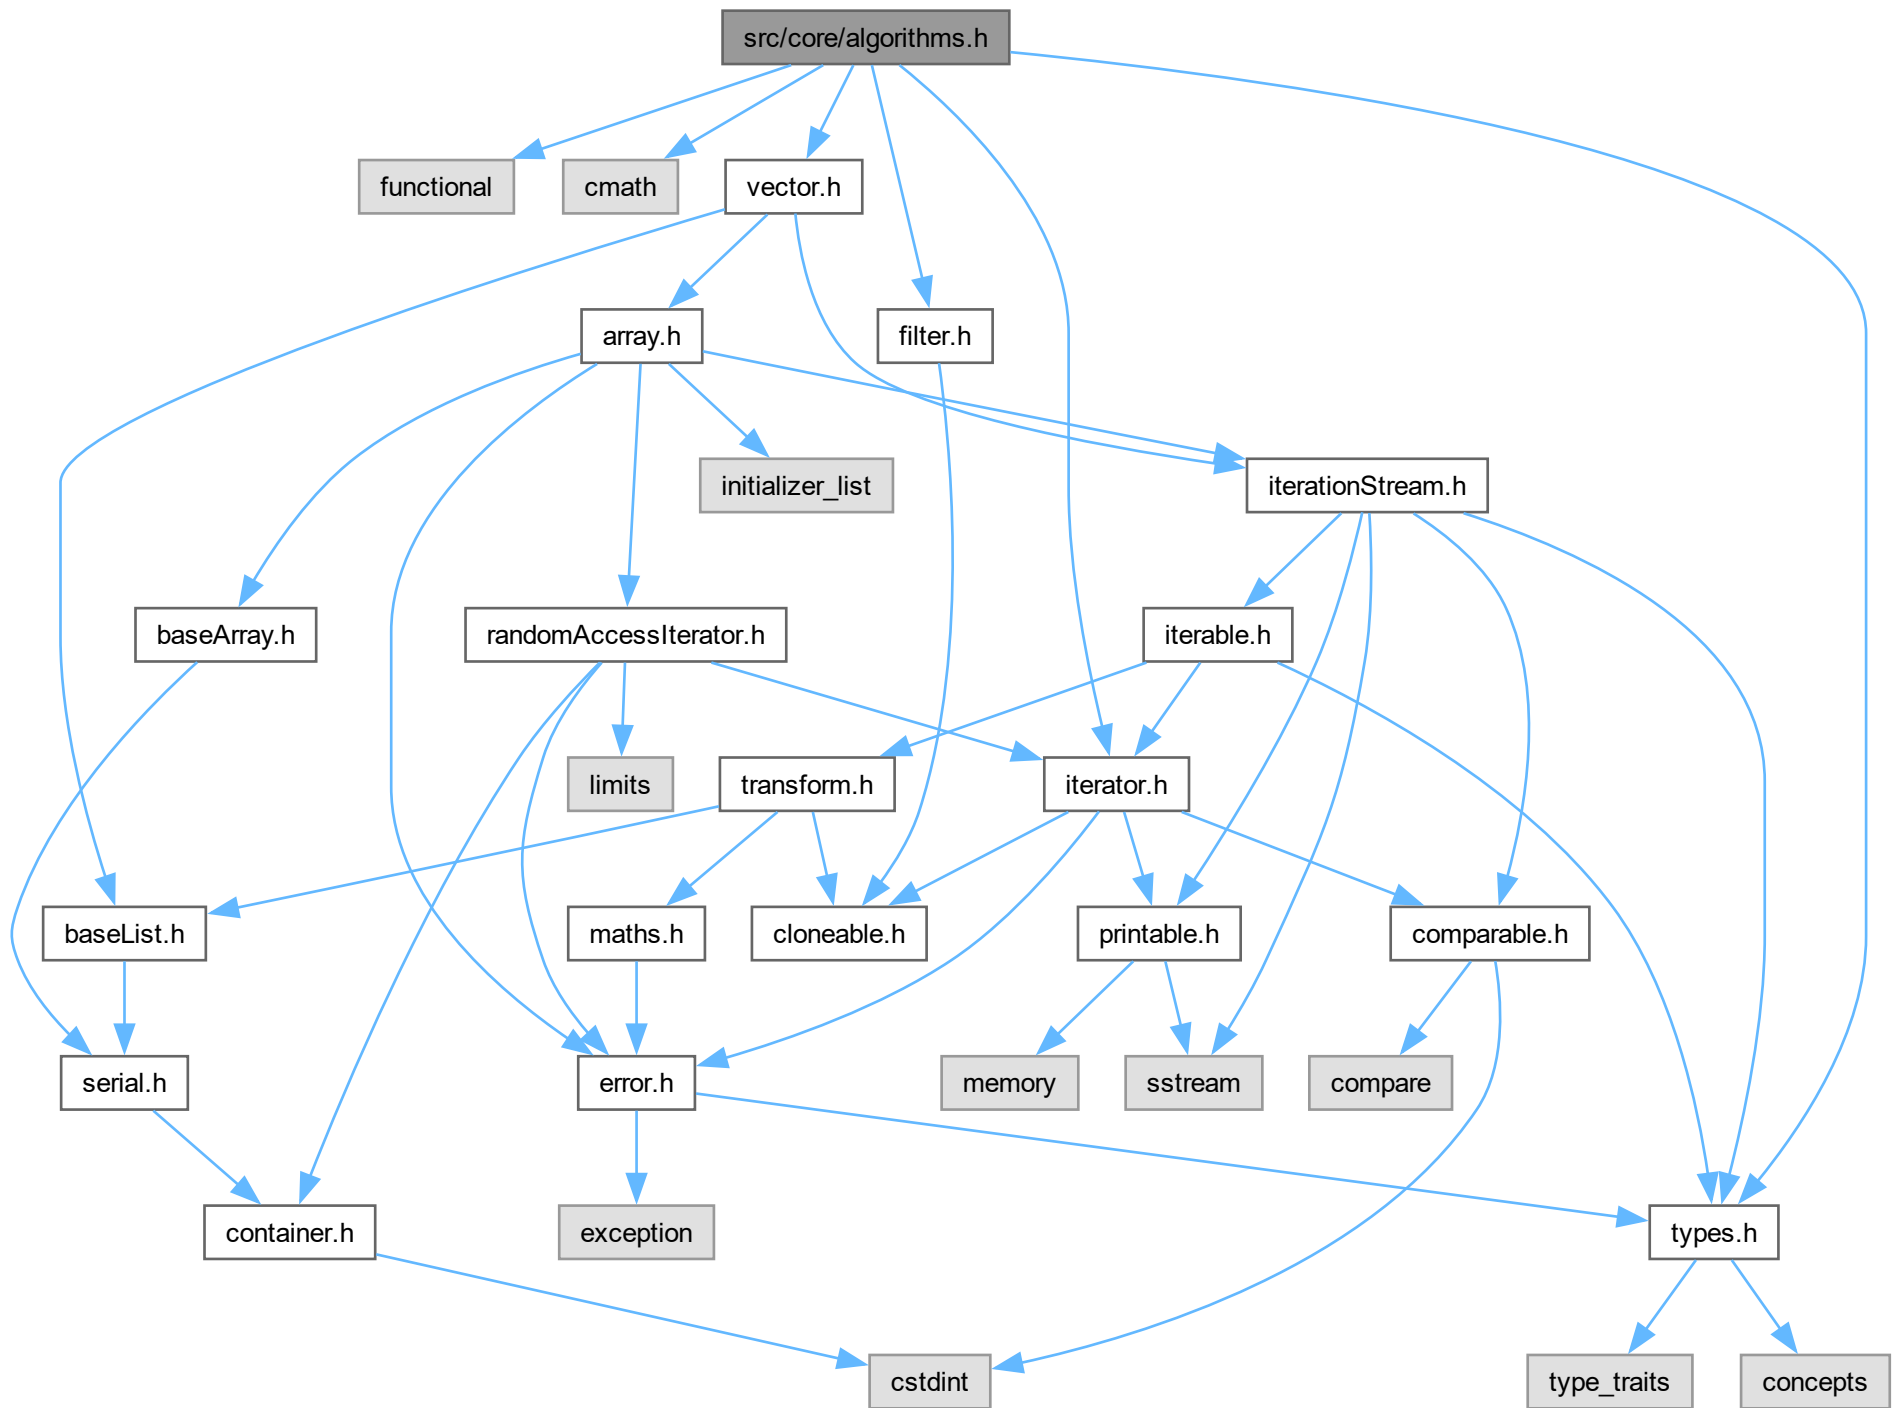 src/core/algorithms.h
functional
cmath
vector.h
array.h
filter.h
initializer_list
iterationStream.h
baseArray.h
randomAccessIterator.h
iterable.h
limits
transform.h
iterator.h
baseList.h
maths.h
cloneable.h
printable.h
comparable.h
serial.h
error.h
memory
sstream
compare
container.h
exception
types.h
cstdint
type_traits
concepts